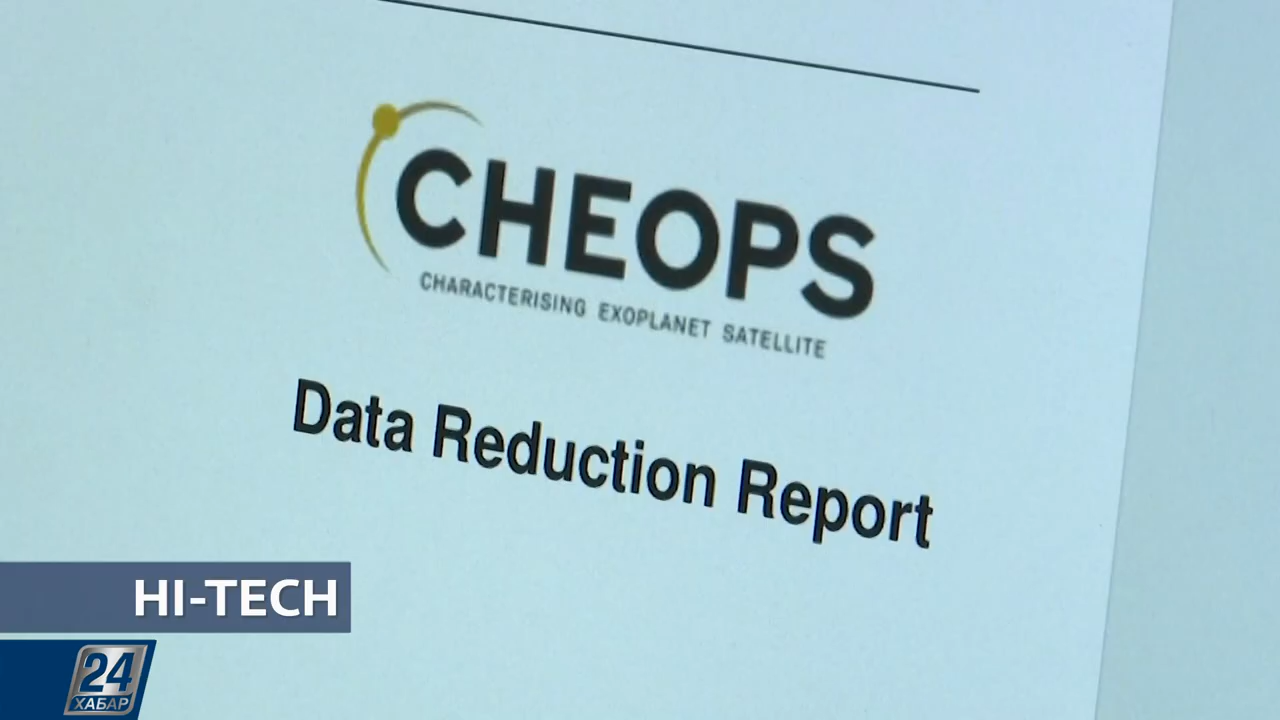 CHEOPS
CHARACTERISING EXOPLANET SATELLITE
Data Reduction Report
HI-TECH
24
ХАБАР